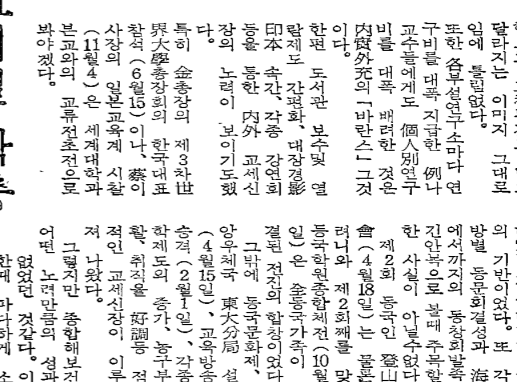 달라지는 이미지 그대로
임에 틀림없다.
또한 各부설연구소마다 연
구비를 대폭 지급한 例나
교수들에게도 個人別연구
비를 대폭 배려한 것은
内實外充의 「바란스」 그것
이다.
한편 도서관 보수및 열
람제도 간편화, 대장경影
印本 속간, 각종 강연회
등을 통한 内外 교세신
장의 노력이 보이기도했
다.
특히 金총장의 제3차世
界大學총장회의 한국대표
참석(6월15)이나, 蔡이
사장의 일본교육계 시찰
(11월4)은 세계대학과
본교와의 교류전초전으로
봐야겠다.
의 기반이었다. 또 각
방별 동문회결성과 海
에서까지의 동창회발족
긴안목으로 볼때 주목할
한 사실이 아닐수없다
제2회 동국인 登山
會(4월18일)는 물론
려니와 제2회째를 맞
동국학원종합체전(10월
일)은 全동국가족이
결된 전진의 합창이었다
그밖에 동국문화제,
앙우체국 東大分局 설
(4월15일), 교육방송
승격(2월1일), 각종
학제도의 증가, 농구부
활, 취직율 好調등 점
적인 교세신장이 이루
져 나왔다.
그렇지만 종합해보건
어떤 노력만큼의 성과
없었던 것같다. 이